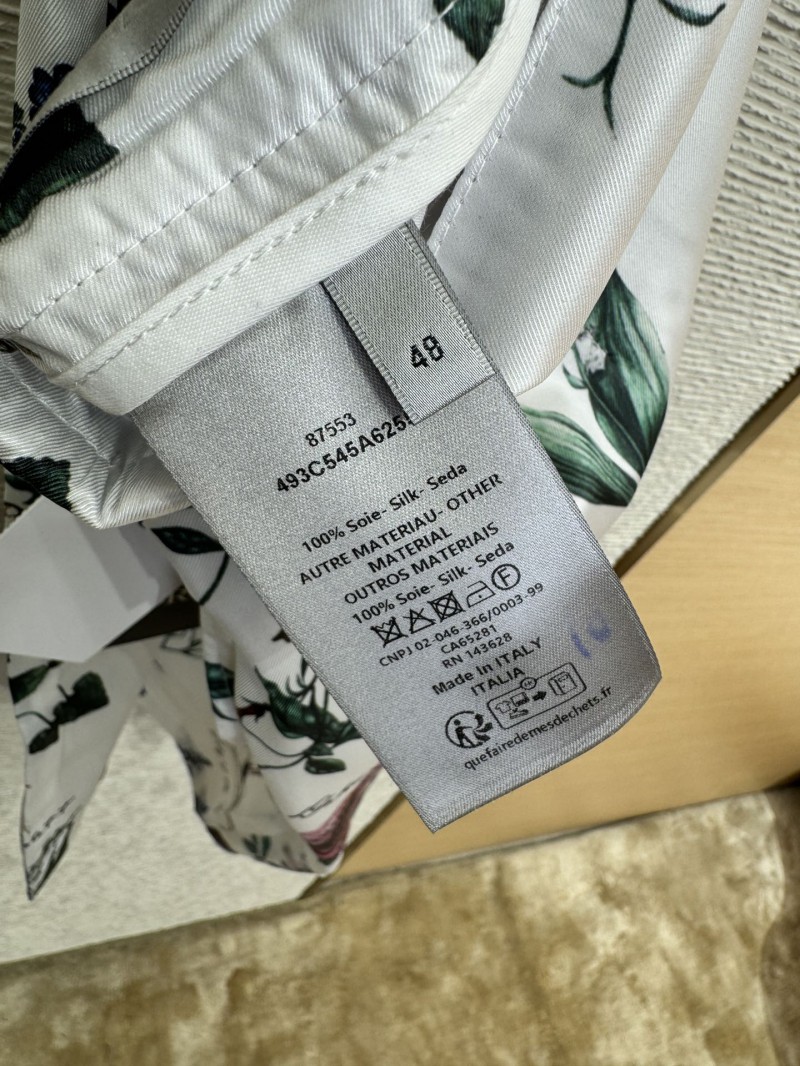 48
87553
493C545A625
100% Soie- Silk- Seda
AUTRE MATERIAU- OTHER
MATERIAL
OUTROS MATERIAIS
100% Soie- Silk- Seda
F
CNPJ 02-046-366/0003-99
CA65281
RN 143628
Made in ITALY
ITALIA
quefairedemesdechets.fr